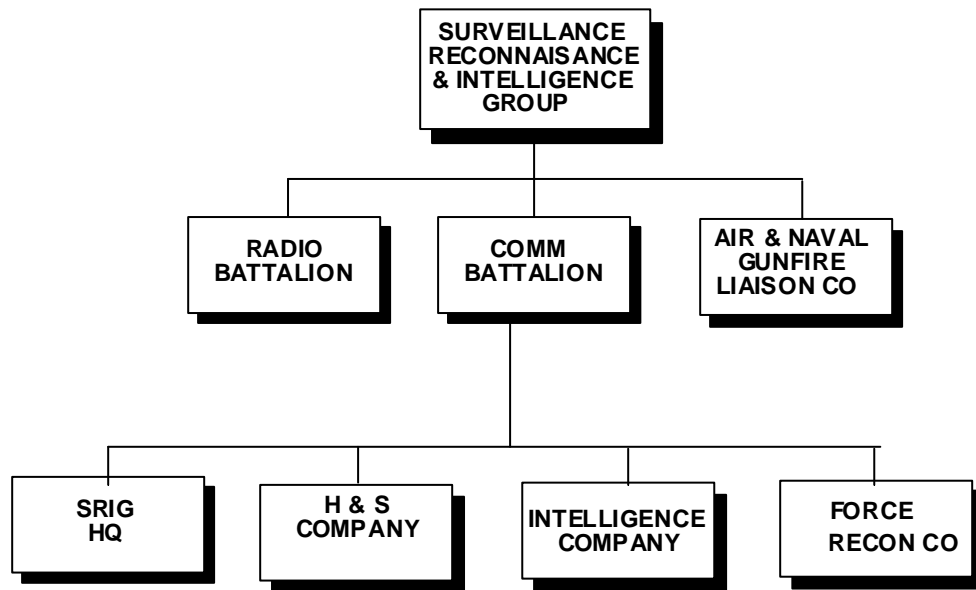 SURVEILLANCE
RECONNAISANCE
& INTELLIGENCE
GROUP
RADIO
BATTALION
COMM
BATTALION
AIR & NAVAL
GUNFIRE
LIAISON CO
SRIG
HQ
H & S
COMPANY
INTELLIGENCE
COMPANY
FORCE
RECON CO